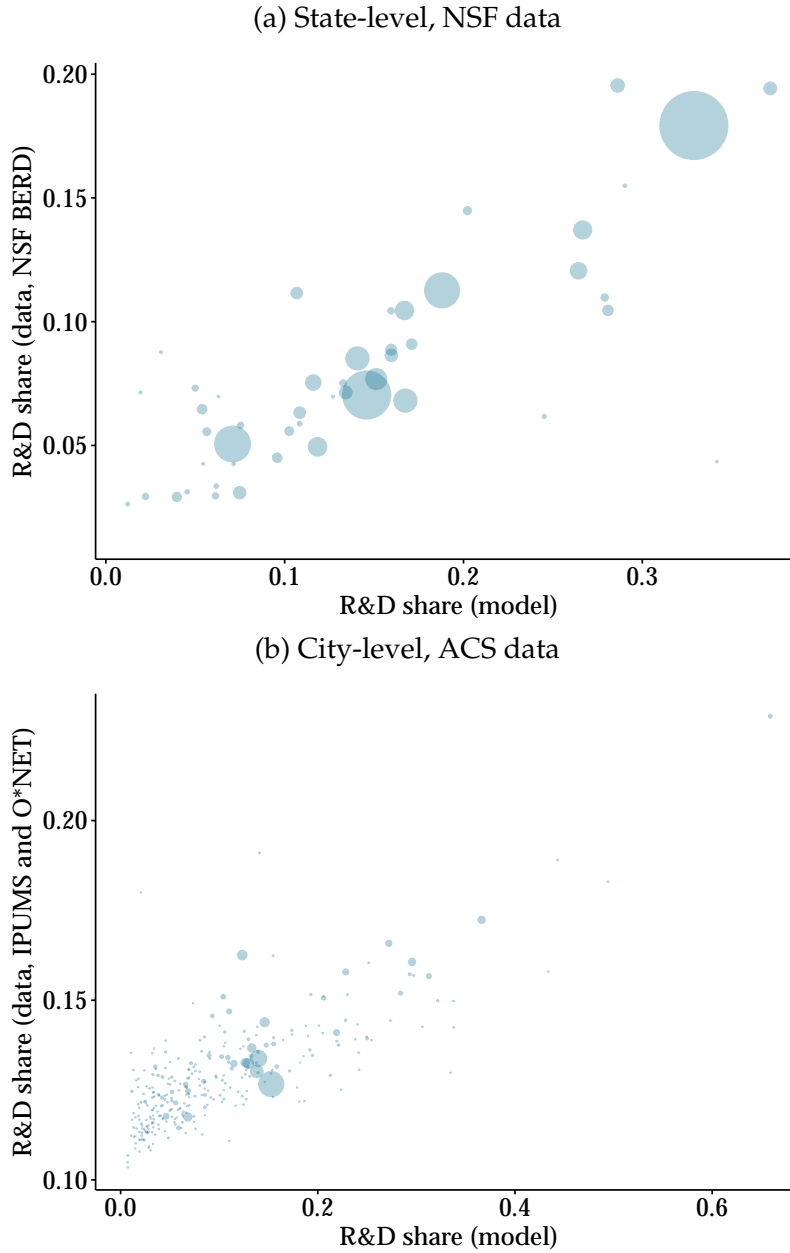 (a) State-level, NSF data
R&D share (data, NSF BERD)
0.20
0.15
0.10
0.05
0.0 0.1 0.2 0.3
R&D share (model)
(b) City-level, ACS data
R&D share (data, IPUMS and O*NET)
0.20
0.15
0.10
0.0 0.2 0.4 0.6
R&D share (model)